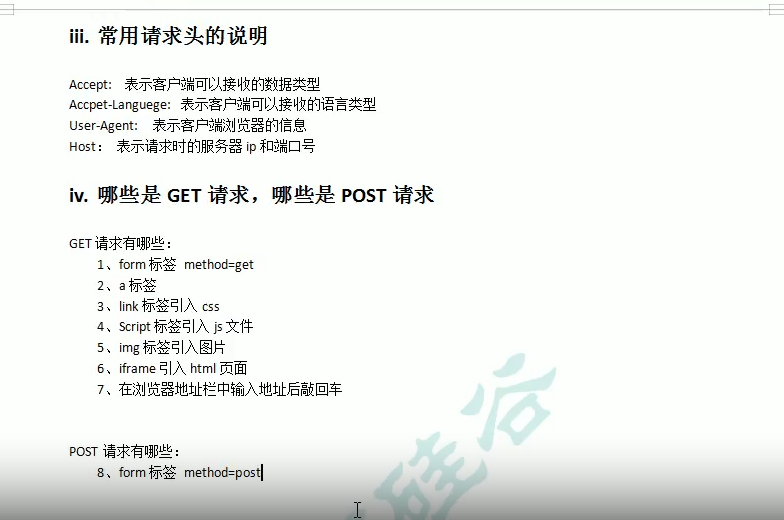 iii. 常用请求头的说明
Accept: 表示客户端可以接收的数据类型
Accpet-Languege: 表示客户端可以接收的语言类型
User-Agent: 表示客户端浏览器的信息
Host： 表示请求时的服务器 ip 和端口号
iv. 哪些是 GET 请求，哪些是 POST 请求
GET 请求有哪些：
1、form 标签 method=get
2、a 标签
3、link 标签引入 css
4、Script 标签引入 js 文件
5、img 标签引入图片
6、iframe 引入 html 页面
7、在浏览器地址栏中输入地址后敲回车
POST 请求有哪些：
8、form 标签 method=post
硅谷